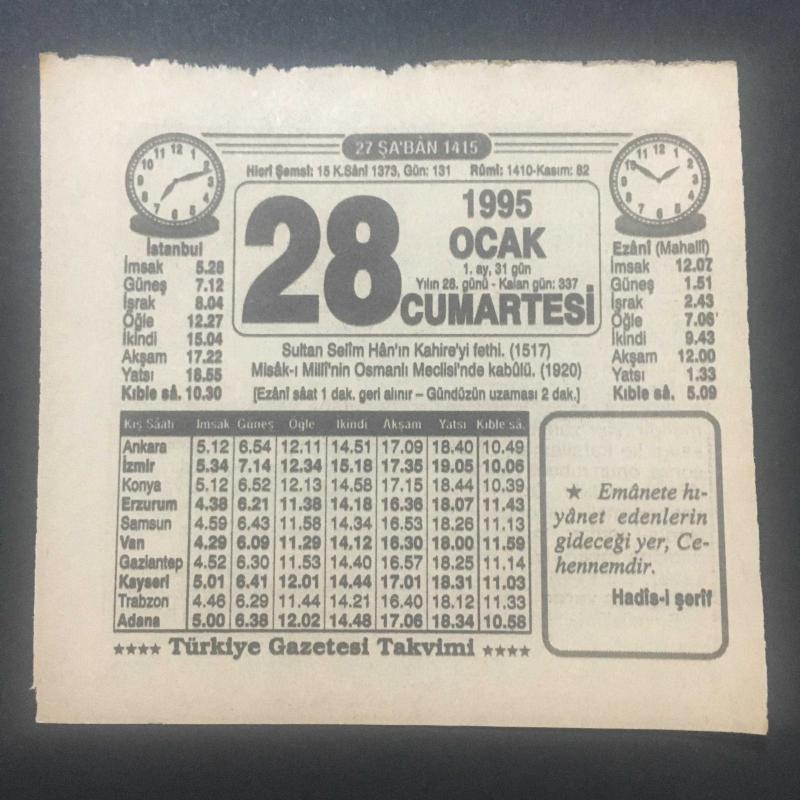 27 ŞA'BÂN 1415
Hicrî Şemsî: 15 K.Sânî 1373, Gün: 131 Rûmî: 1410-Kasım: 82
28
1995
OCAK
1. ay, 31 gün
Yılın 28. günü - Kalan gün: 337
CUMARTESİ
İstanbul
İmsak 5.28
Güneş 7.12
İşrak 8.04
Öğle 12.27
İkindi 15.04
Akşam 17.22
Yatsı 18.55
Kıble sâ. 10.30
Ezânî (Mahallî)
İmsak 12.07
Güneş 1.51
İşrak 2.43
Öğle 7.06
İkindi 9.43
Akşam 12.00
Yatsı 1.33
Kıble sâ. 5.09
Sultan Selîm Hân'ın Kahire'yi fethi. (1517)
Misâk-ı Millî'nin Osmanlı Meclisi'nde kabûlü. (1920)
[Ezânî sâat 1 dak. geri alınır – Gündüzün uzaması 2 dak.]
Kış Sâati İmsak Güneş Öğle İkindi Akşam Yatsı Kıble sâ.
Ankara 5.12 6.54 12.11 14.51 17.09 18.40 10.49
İzmir 5.34 7.14 12.34 15.18 17.35 19.05 10.06
Konya 5.12 6.52 12.13 14.58 17.15 18.44 10.39
Erzurum 4.38 6.21 11.38 14.18 16.36 18.07 11.43
Samsun 4.59 6.43 11.58 14.34 16.53 18.26 11.13
Van 4.29 6.09 11.29 14.12 16.30 18.00 11.59
Gaziantep 4.52 6.30 11.53 14.40 16.57 18.25 11.14
Kayseri 5.01 6.41 12.01 14.44 17.01 18.31 11.03
Trabzon 4.46 6.29 11.44 14.21 16.40 18.12 11.33
Adana 5.00 6.38 12.02 14.48 17.06 18.34 10.58
★★★★ Türkiye Gazetesi Takvimi ★★★★
★ Emânete hı-
yânet edenlerin
gideceği yer, Ce-
hennemdir.
Hadîs-i şerîf